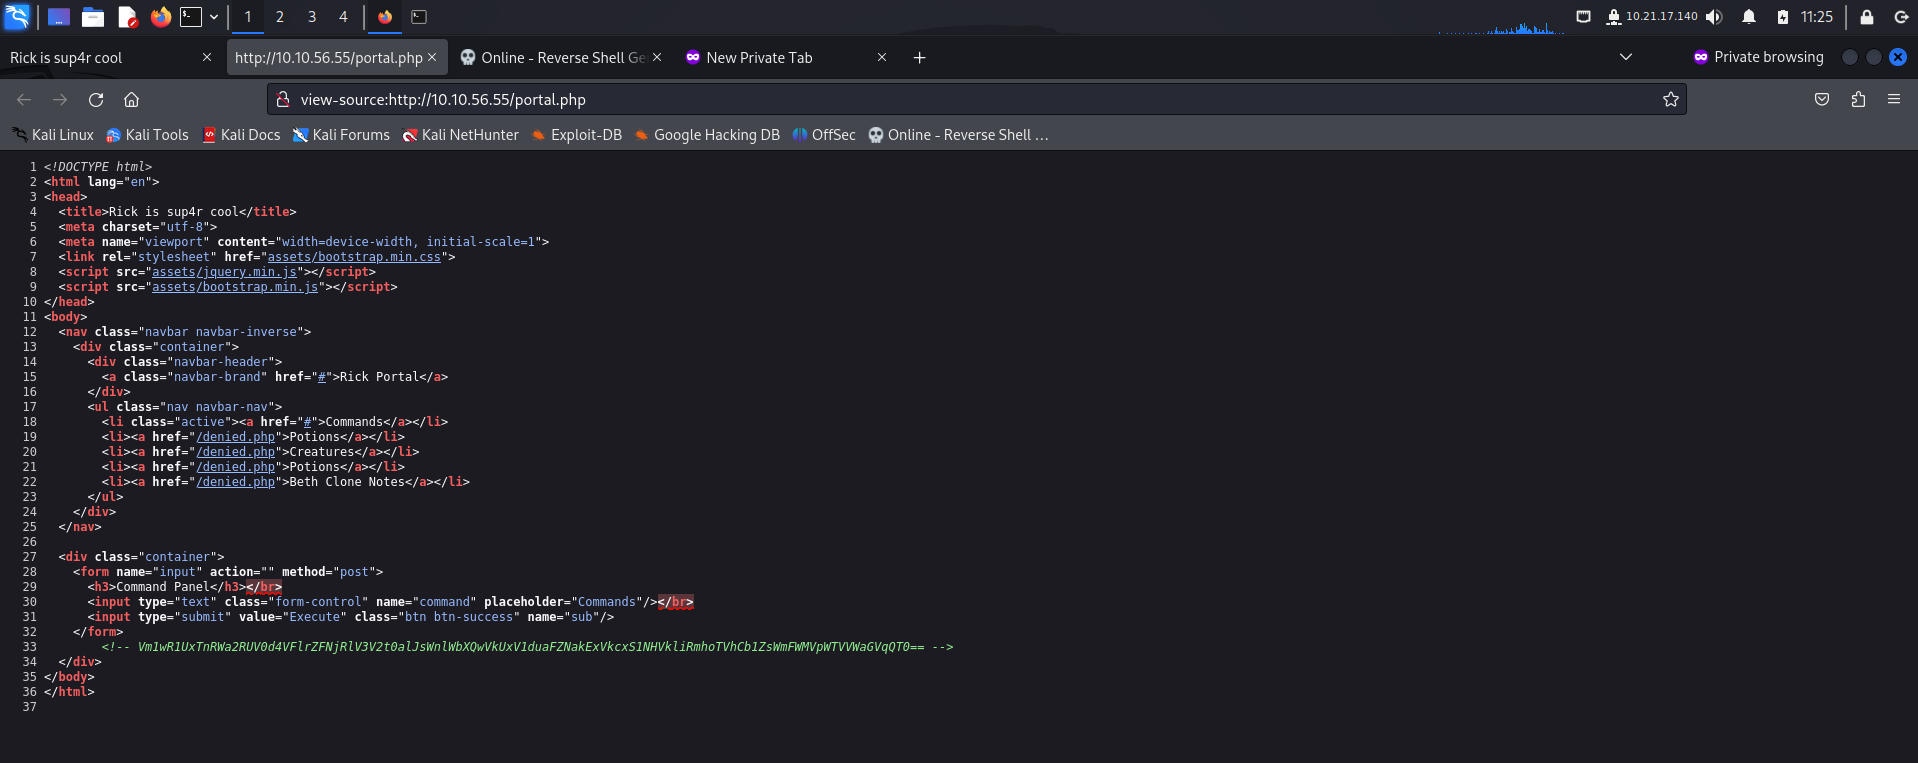 1 2 3 4 10.21.17.140 11:25
Rick is sup4r cool http://10.10.56.55/portal.php Online - Reverse Shell Ge New Private Tab Private browsing
view-source:http://10.10.56.55/portal.php
Kali Linux Kali Tools Kali Docs Kali Forums Kali NetHunter Exploit-DB Google Hacking DB OffSec Online - Reverse Shell ...
1 <!DOCTYPE html>
2 <html lang="en">
3 <head>
4 <title>Rick is sup4r cool</title>
5 <meta charset="utf-8">
6 <meta name="viewport" content="width=device-width, initial-scale=1">
7 <link rel="stylesheet" href="assets/bootstrap.min.css">
8 <script src="assets/jquery.min.js"></script>
9 <script src="assets/bootstrap.min.js"></script>
10 </head>
11 <body>
12 <nav class="navbar navbar-inverse">
13 <div class="container">
14 <div class="navbar-header">
15 <a class="navbar-brand" href="#">Rick Portal</a>
16 </div>
17 <ul class="nav navbar-nav">
18 <li class="active"><a href="#">Commands</a></li>
19 <li><a href="/denied.php">Potions</a></li>
20 <li><a href="/denied.php">Creatures</a></li>
21 <li><a href="/denied.php">Potions</a></li>
22 <li><a href="/denied.php">Beth Clone Notes</a></li>
23 </ul>
24 </div>
25 </nav>
26
27 <div class="container">
28 <form name="input" action="" method="post">
29 <h3>Command Panel</h3></br>
30 <input type="text" class="form-control" name="command" placeholder="Commands"/></br>
31 <input type="submit" value="Execute" class="btn btn-success" name="sub"/>
32 </form>
33 <!-- Vm1wR1UxTnRWa2RUV0d4VFlrZFNjRlV3V2t0alJsWnlWbXQwVkUxV1duaFZNakExVkcxS1NHVkliRmhoTVhCb1ZsWmFWMVpWTVVWaGVqQT0== -->
34 </div>
35 </body>
36 </html>
37